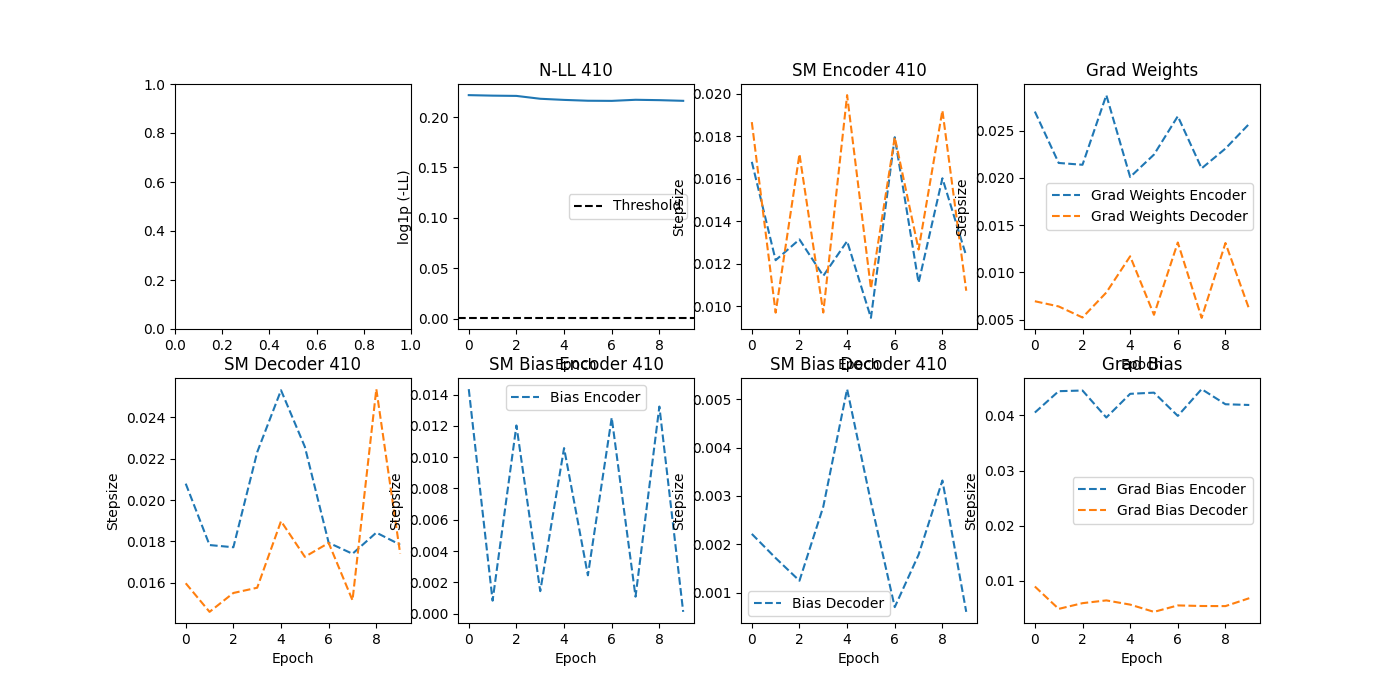 N-LL 410
SM Encoder 410
Grad Weights
1.0
0.8
0.6
0.4
0.2
0.0
0.0 0.2 0.4 0.6 0.8 1.0
log1p (-LL)
0.20
0.15
0.10
0.05
0.00
Threshold
0 2 4 6 8
Epoch
Stepsize
0.020
0.018
0.016
0.014
0.012
0.010
0 2 4 6 8
Epoch
Stepsize
0.025
0.020
0.015
0.010
0.005
Grad Weights Encoder
Grad Weights Decoder
0 2 4 6 8
Epoch
SM Decoder 410
SM Bias Encoder 410
SM Bias Decoder 410
Grad Bias
Stepsize
0.024
0.022
0.020
0.018
0.016
0 2 4 6 8
Epoch
Stepsize
0.014
0.012
0.010
0.008
0.006
0.004
0.002
0.000
Bias Encoder
0 2 4 6 8
Epoch
Stepsize
0.005
0.004
0.003
0.002
0.001
Bias Decoder
0 2 4 6 8
Epoch
Stepsize
0.04
0.03
0.02
0.01
Grad Bias Encoder
Grad Bias Decoder
0 2 4 6 8
Epoch